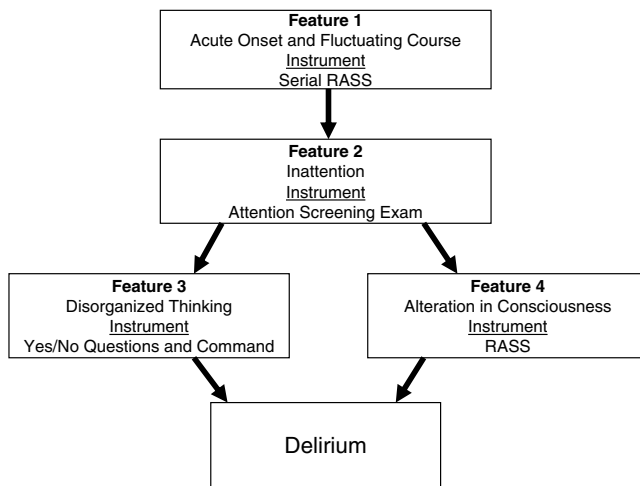 Feature 1
Acute Onset and Fluctuating Course
Instrument
Serial RASS
Feature 2
Inattention
Instrument
Attention Screening Exam
Feature 3
Disorganized Thinking
Instrument
Yes/No Questions and Command
Feature 4
Alteration in Consciousness
Instrument
RASS
Delirium